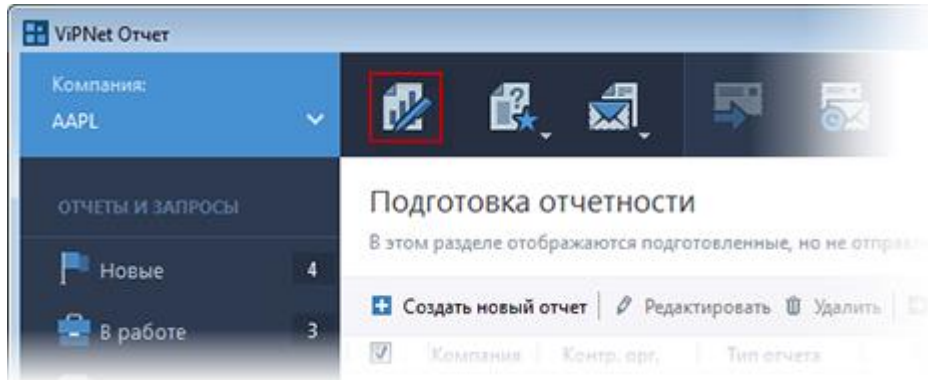 ViPNet Отчет
Компания:
AAPL
ОТЧЕТЫ И ЗАПРОСЫ
Новые 4
В работе 3
Подготовка отчетности
В этом разделе отображаются подготовленные, но не
Создать новый отчет Редактировать Удалить
Компания Контр. орг. Тип отчета